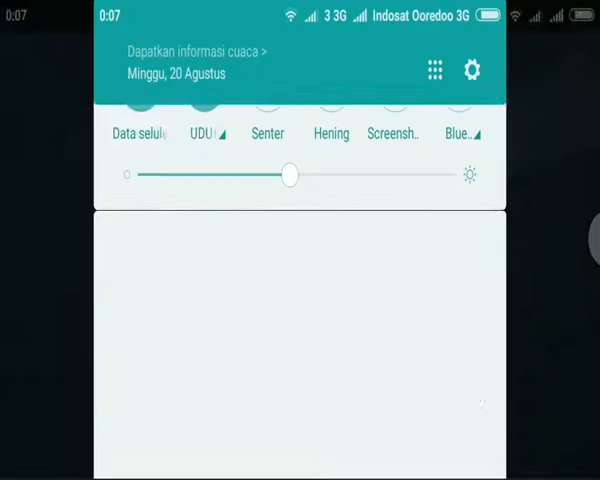 0:07
0:07 3 3G Indosat Ooredoo 3G
Dapatkan informasi cuaca >
Minggu, 20 Agustus
Data selul UDU Senter Hening Screensh.. Blue..